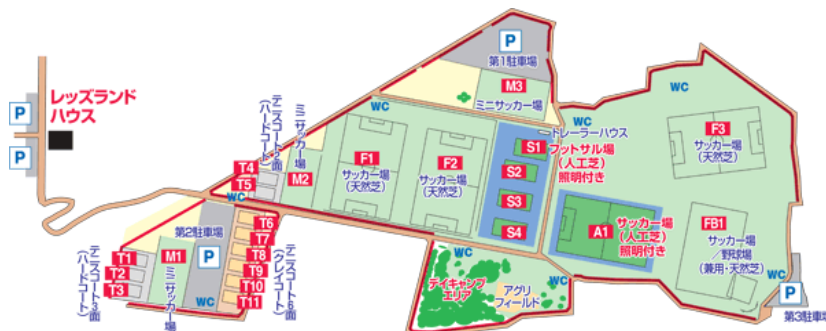 P
第1駐車場
M3
ミニサッカー場
WC
レッズランド
ハウス
P
P
テニスコート2面
(ハードコート)
ミニサッカー場
WC
T4
T5
WC
M2
F1
サッカー場
(天然芝)
F2
サッカー場
(天然芝)
トレーラーハウス
S1
フットサル場
(人工芝)
照明付き
S2
S3
S4
WC
F3
サッカー場
(天然芝)
A1
サッカー場
(人工芝)
照明付き
FB1
サッカー場
/野球場
(兼用・天然芝)
WC
P
第3駐車場
WC
WC
デイキャンプ
エリア
アグリ
フィールド
第2駐車場
P
WC
テニスコート3面
(ハードコート)
T1
T2
T3
M1
ミニサッカー場
T6
T7
T8
T9
T10
T11
テニスコート6面
(クレイコート)